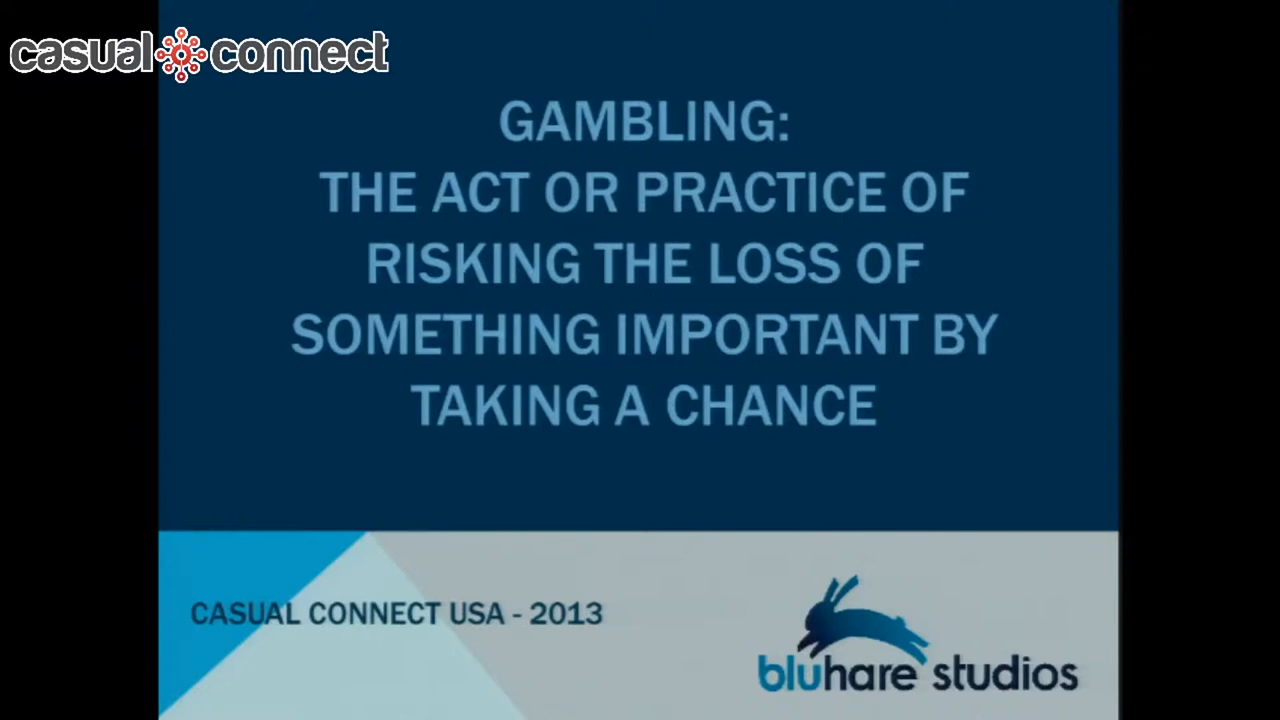 casual connect
GAMBLING:
THE ACT OR PRACTICE OF
RISKING THE LOSS OF
SOMETHING IMPORTANT BY
TAKING A CHANCE
CASUAL CONNECT USA - 2013
bluhare studios